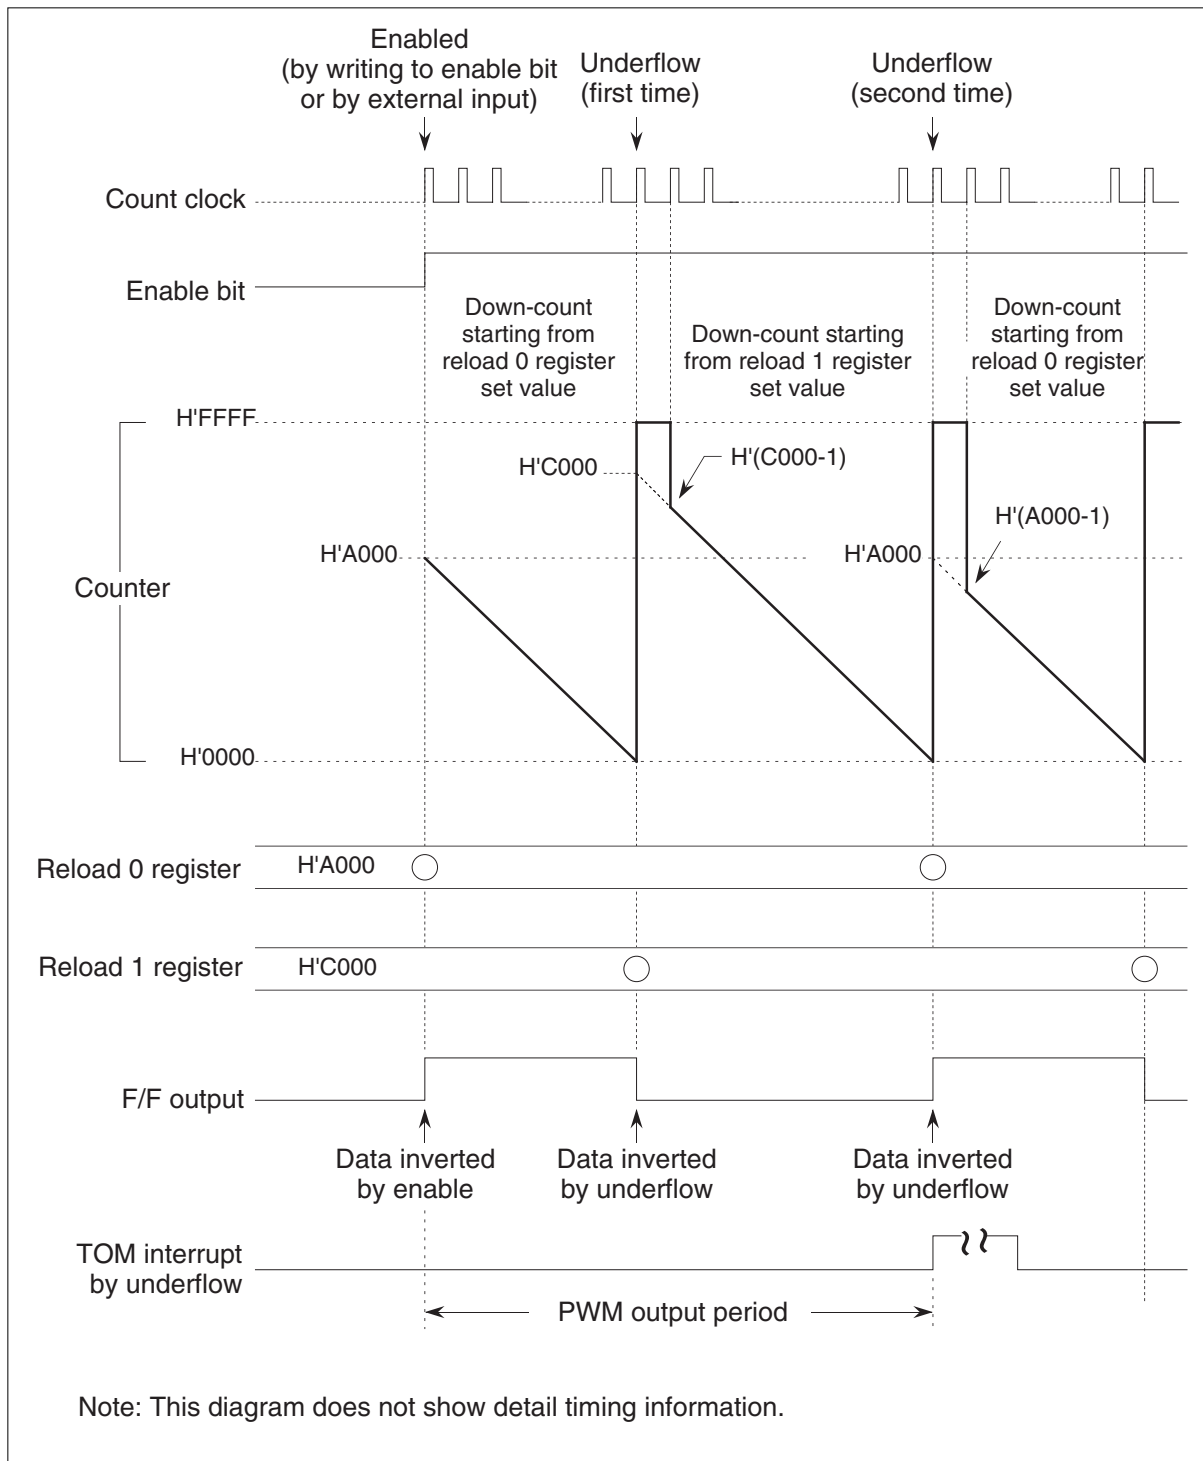 Enabled
(by writing to enable bit
or by external input)
Underflow
(first time)
Underflow
(second time)
Count clock
Enable bit
Down-count
starting from
reload 0 register
set value
Down-count starting
from reload 1 register
set value
Down-count
starting from
reload 0 register
set value
H'FFFF
H'C000
H'(C000-1)
H'(A000-1)
H'A000
H'A000
Counter
H'0000
Reload 0 register
H'A000
Reload 1 register
H'C000
F/F output
Data inverted
by enable
Data inverted
by underflow
Data inverted
by underflow
TOM interrupt
by underflow
PWM output period
Note: This diagram does not show detail timing information.